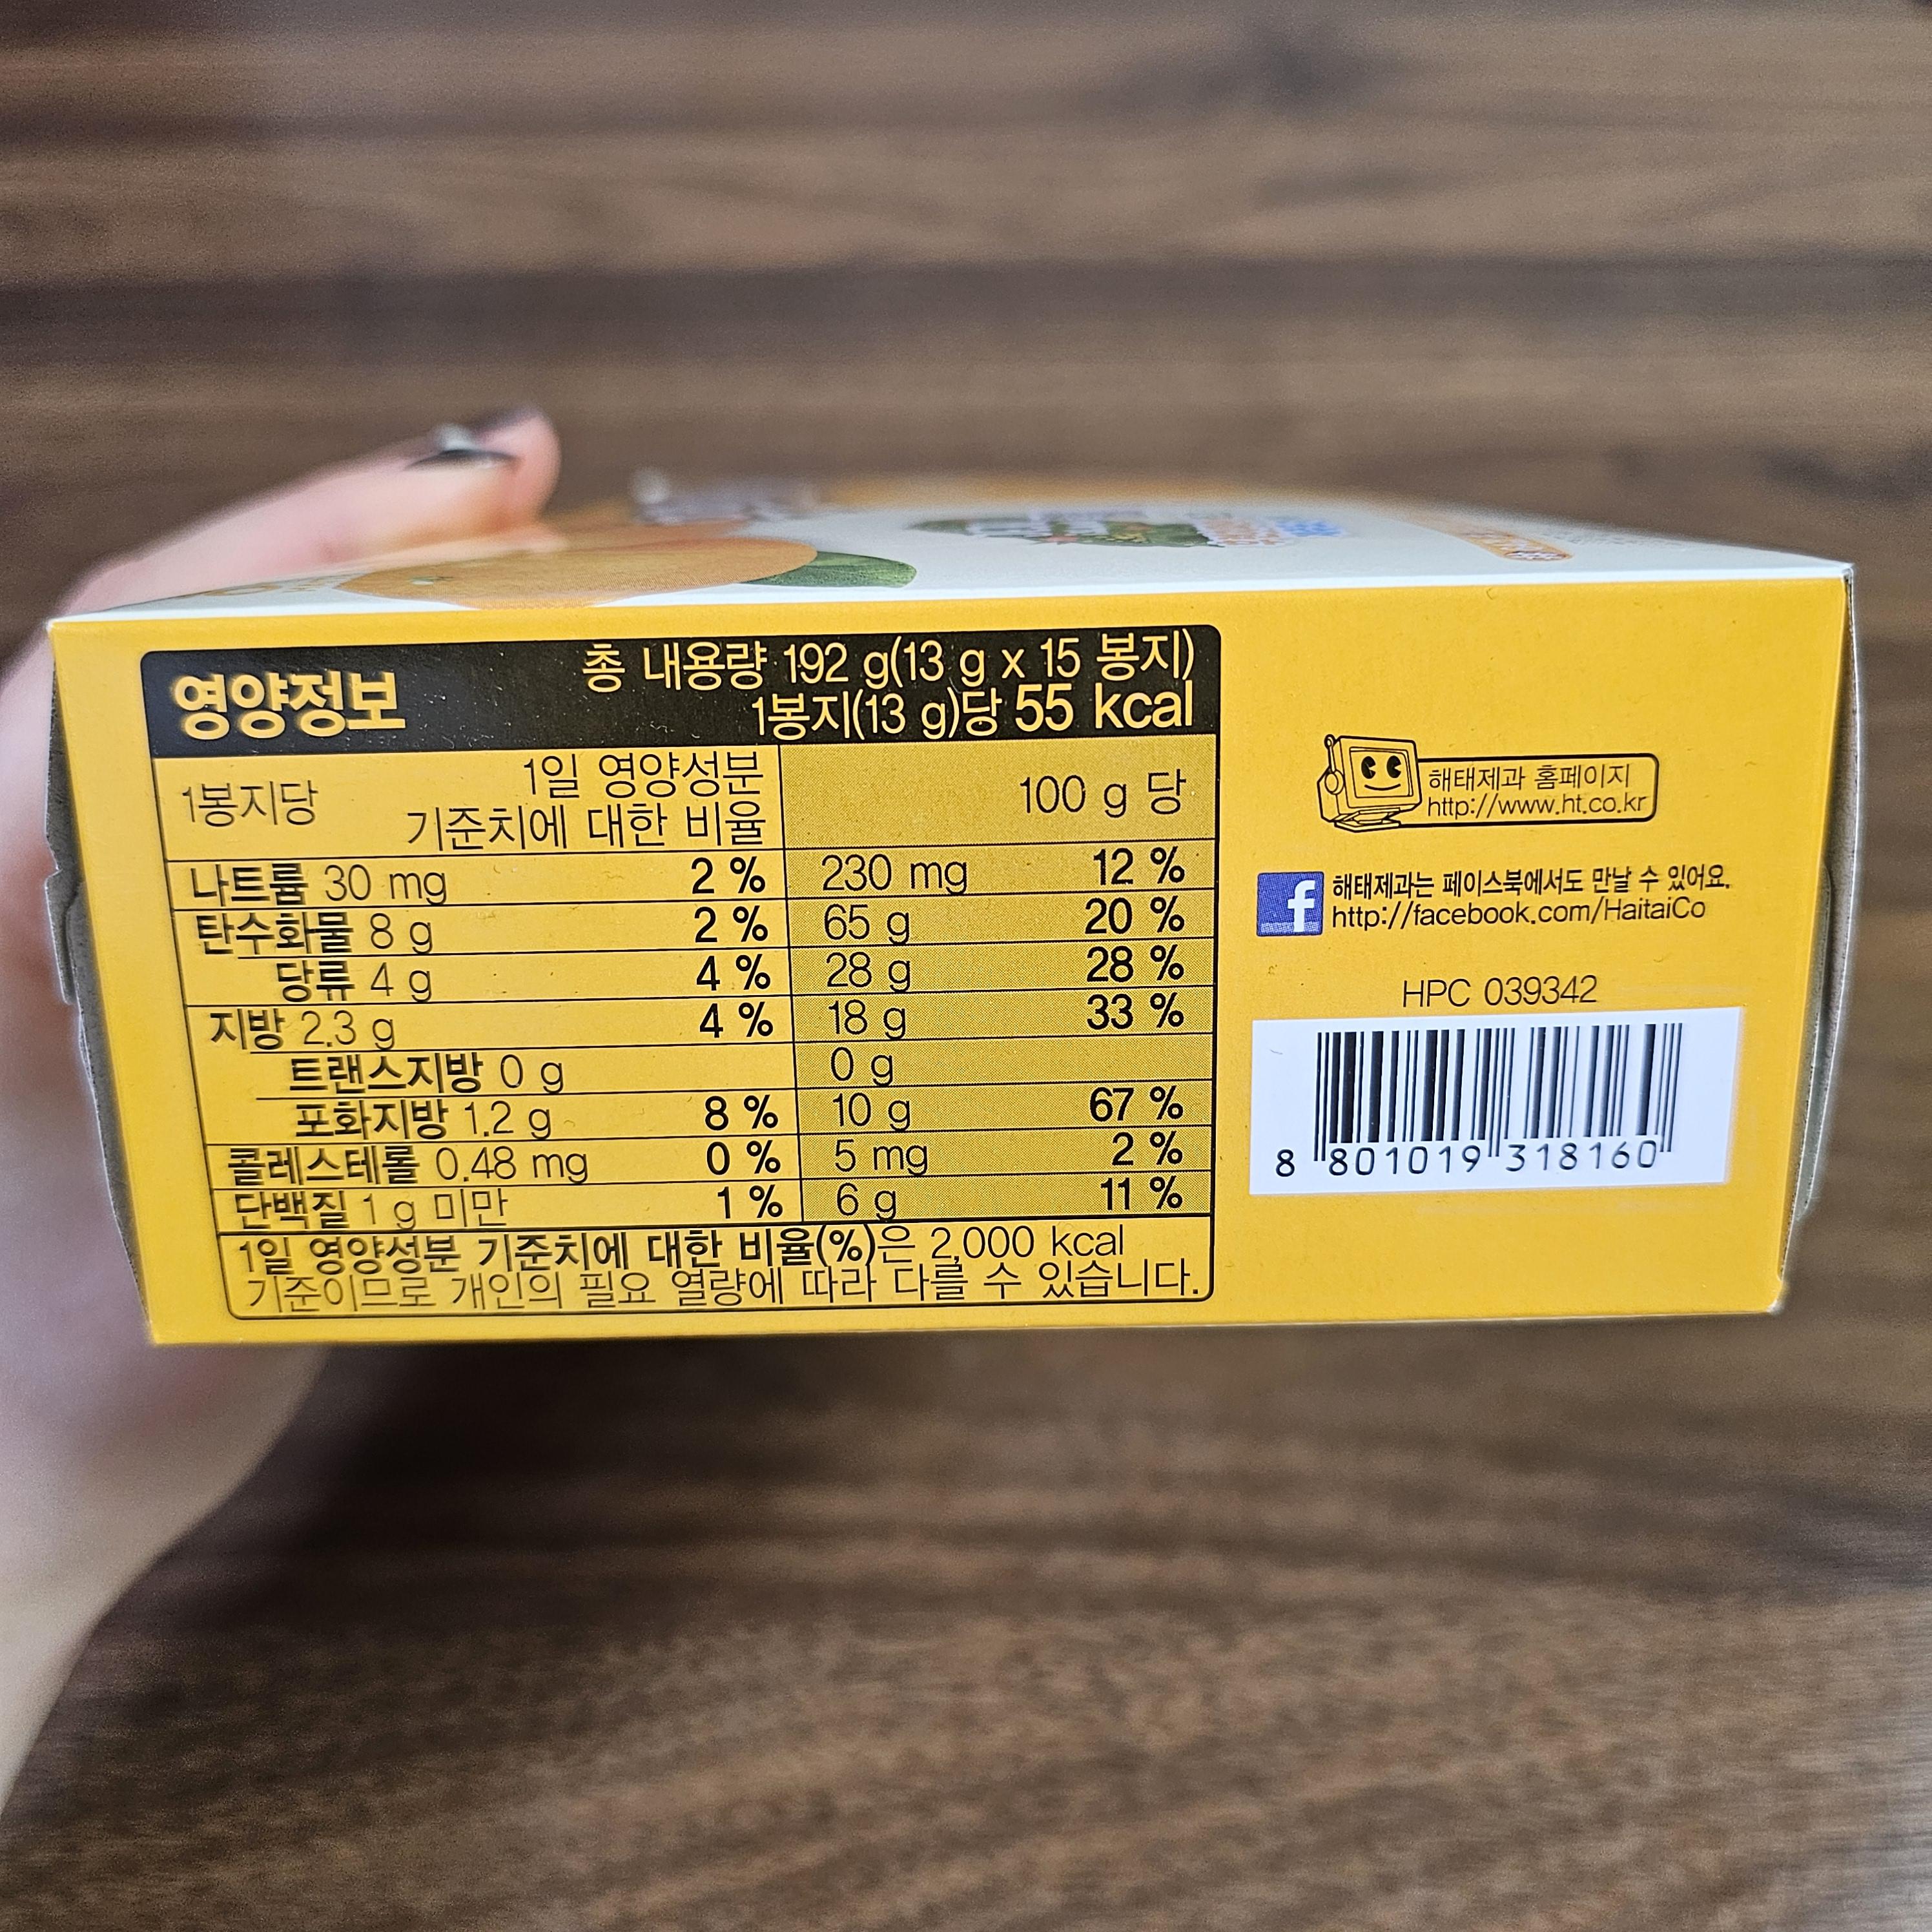 영양정보
총 내용량 192 g(13 g x 15 봉지)
1봉지(13 g)당 55 kcal
1봉지당
1일 영양성분
기준치에 대한 비율
100 g 당
나트륨 30 mg 2 % 230 mg 12 %
탄수화물 8 g 2 % 65 g 20 %
당류 4 g 4 % 28 g 28 %
지방 2.3 g 4 % 18 g 33 %
트랜스지방 0 g 0 g
포화지방 1.2 g 8 % 10 g 67 %
콜레스테롤 0.48 mg 0 % 5 mg 2 %
단백질 1 g 미만 1 % 6 g 11 %
1일 영양성분 기준치에 대한 비율(%)은 2,000 kcal
기준이므로 개인의 필요 열량에 따라 다를 수 있습니다.
해태제과 홈페이지
http://www.ht.co.kr
f
해태제과는 페이스북에서도 만날 수 있어요.
http://facebook.com/HaitaiCo
HPC 039342
8 801019 318160